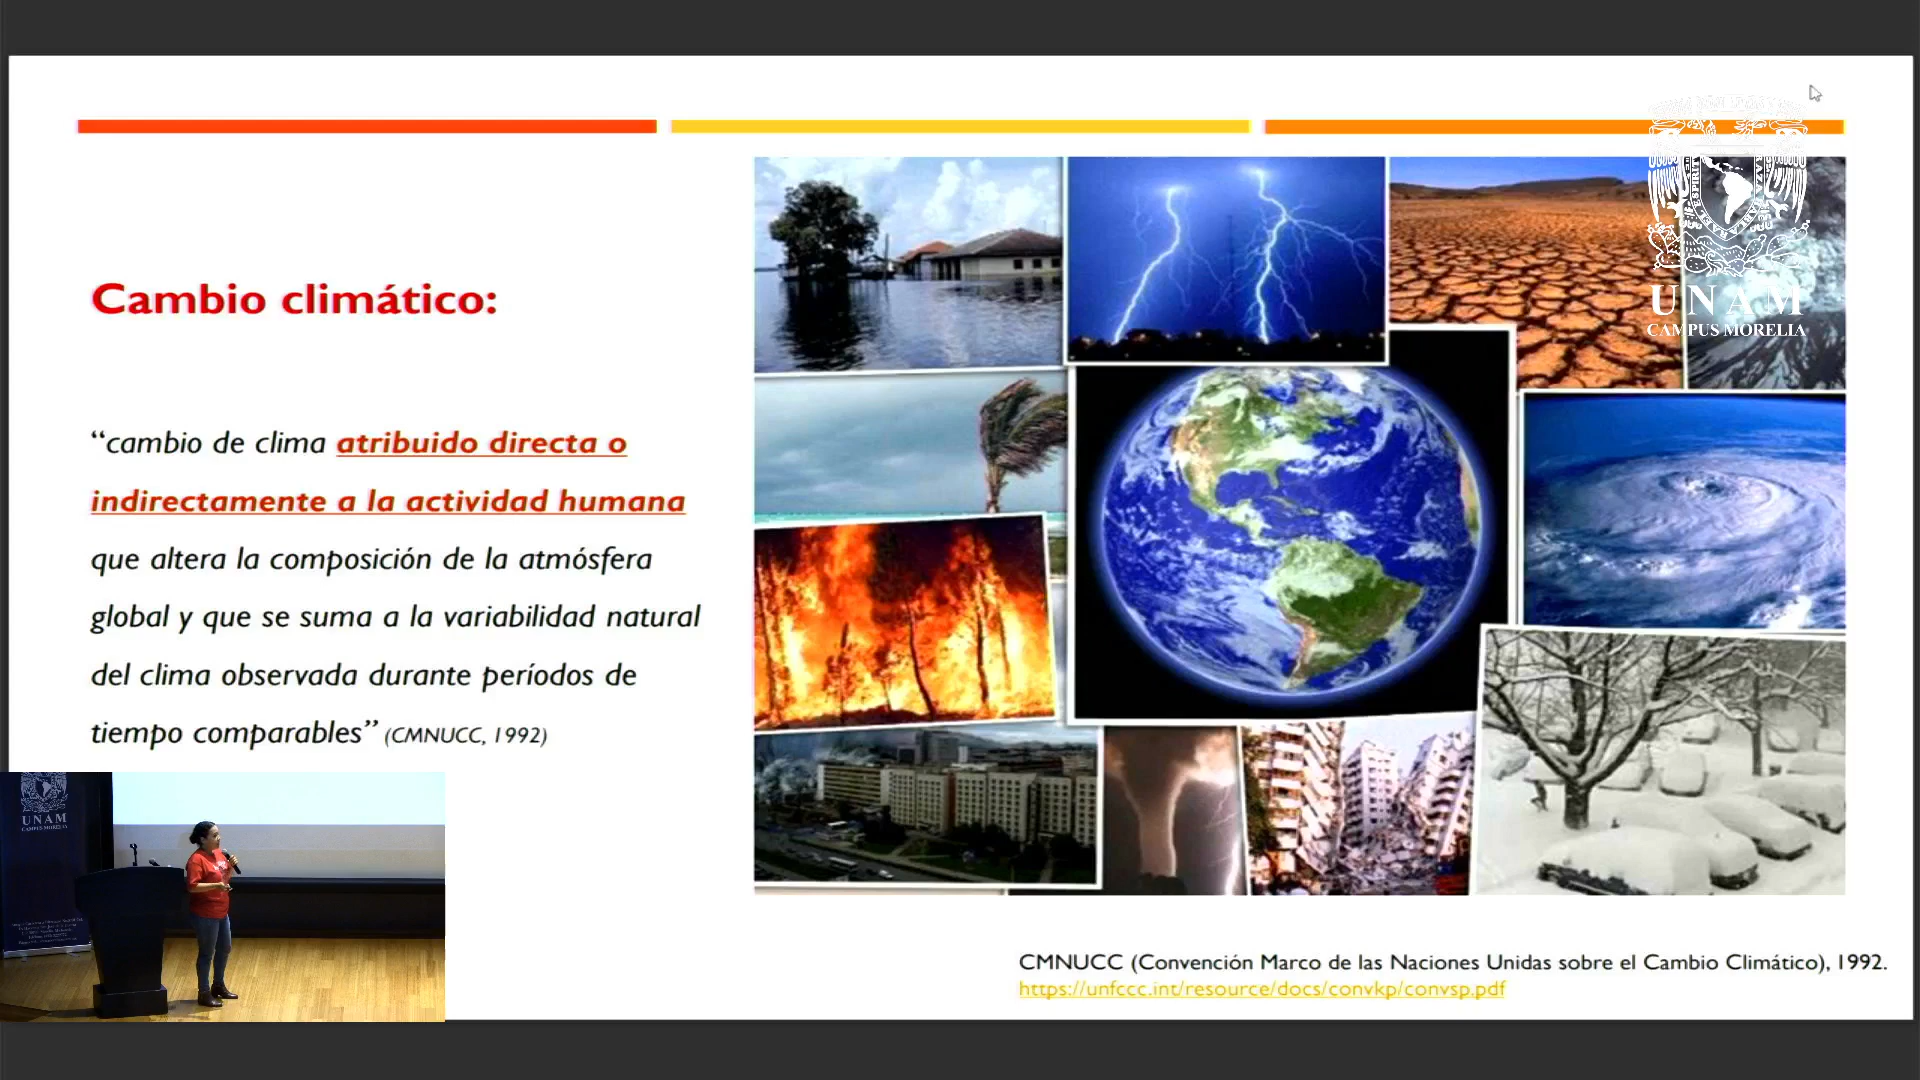 Cambio climático:
“cambio de clima atribuido directa o
indirectamente a la actividad humana
que altera la composición de la atmósfera
global y que se suma a la variabilidad natural
del clima observada durante períodos de
tiempo comparables” (CMNUCC, 1992)
UNAM
CAMPUS MORELIA
UNAM
CAMPUS MORELIA
CMNUCC (Convención Marco de las Naciones Unidas sobre el Cambio Climático), 1992.
https://unfccc.int/resource/docs/convkp/convsp.pdf